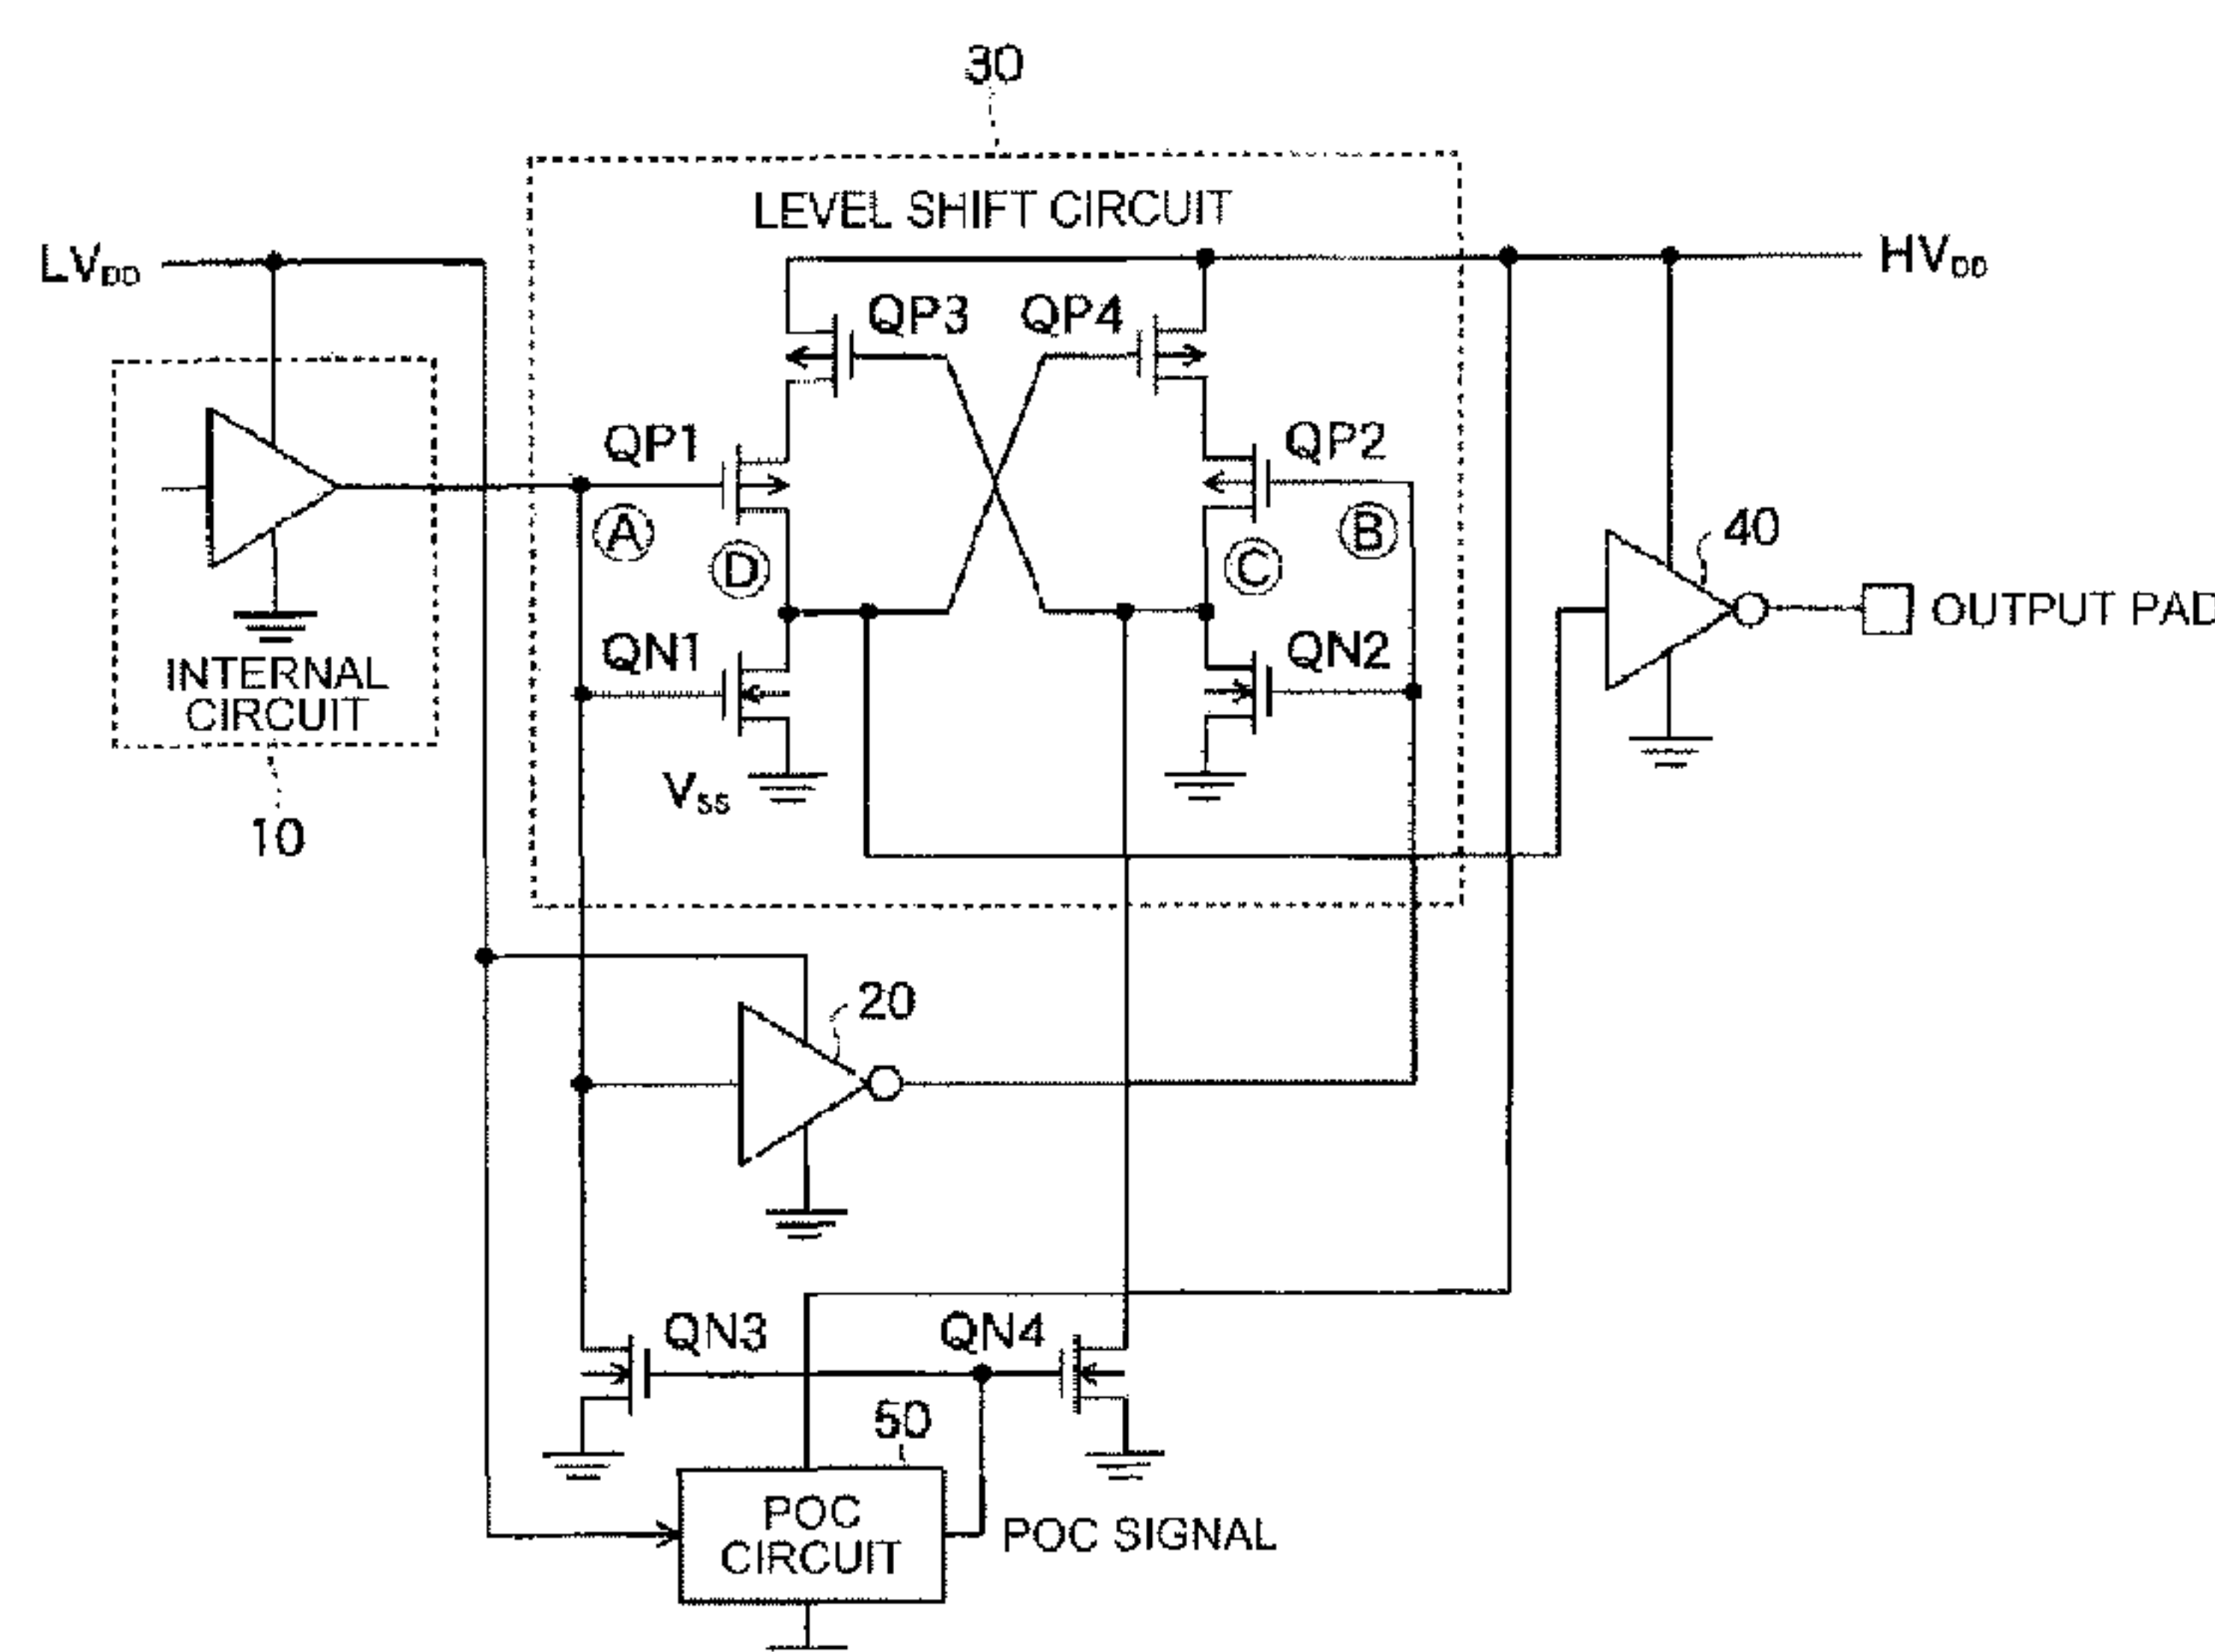 30
LEVEL SHIFT CIRCUIT
LVDD
HVDD
QP3
QP4
QP1
QP2
A
D
C
B
40
OUTPUT PAD
QN1
QN2
INTERNAL
CIRCUIT
VSS
10
20
QN3
QN4
50
POC
CIRCUIT
POC SIGNAL